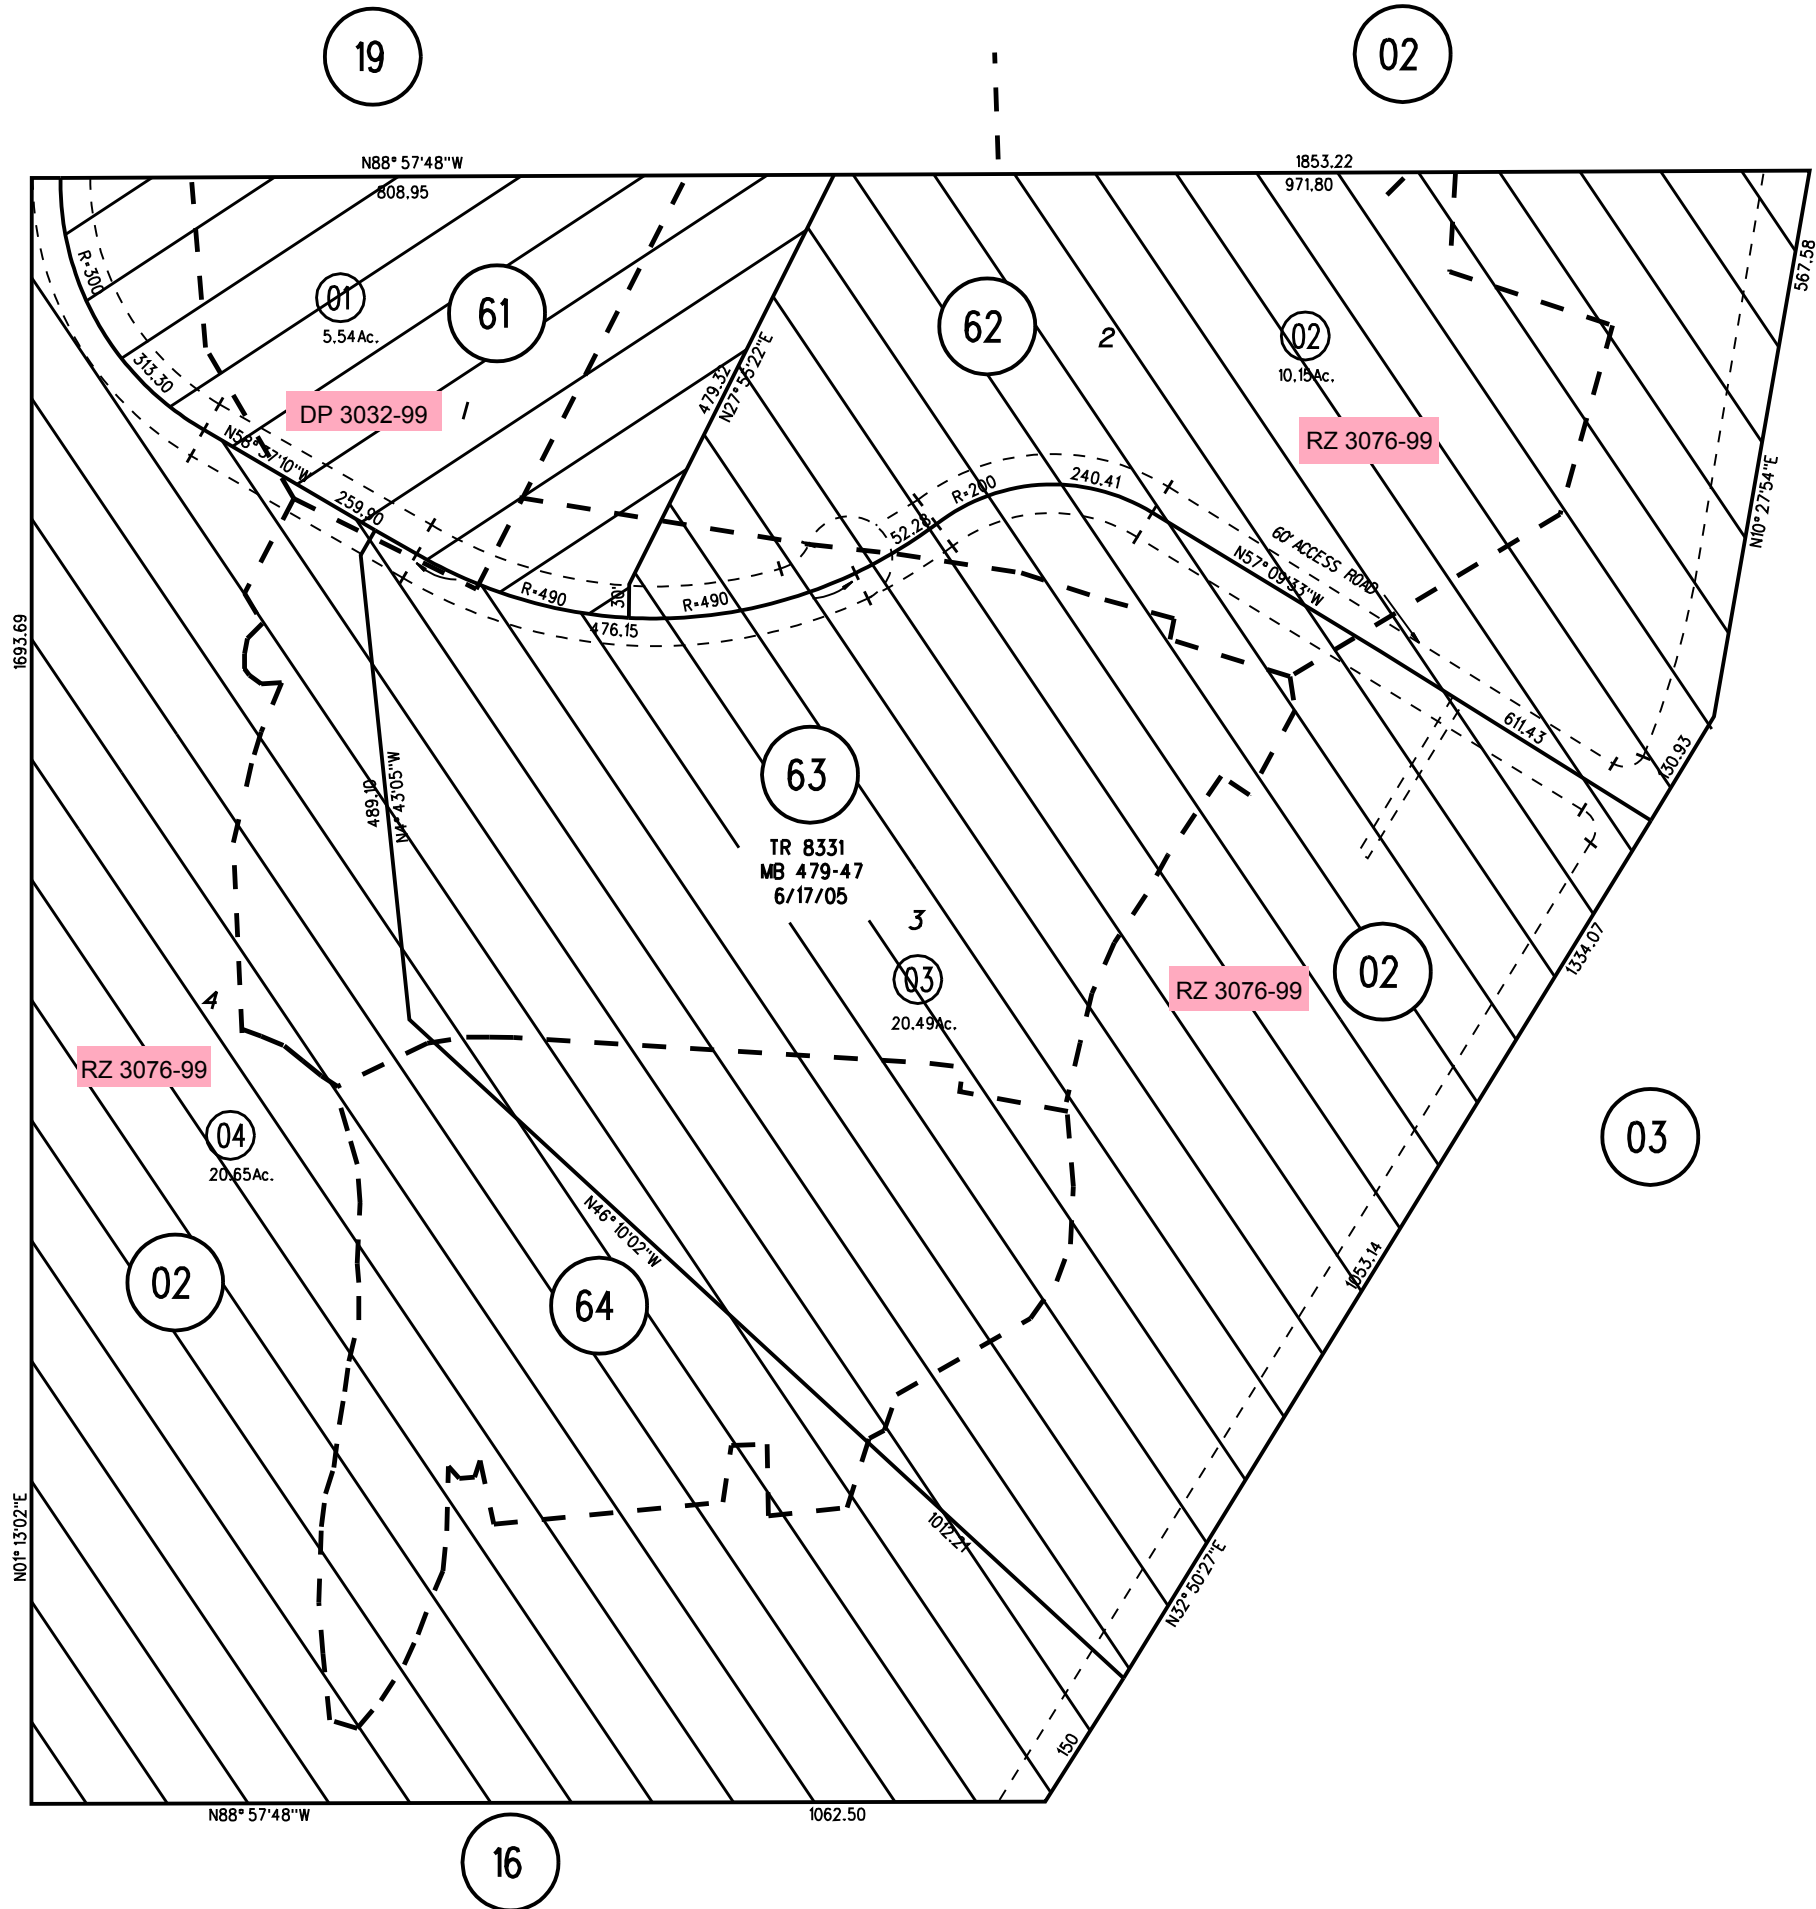 19
02
N88°57'48"W
1853.22
808.95
971.80
R=300
567.58
01
5.54Ac.
61
62
2
02
10.15Ac.
313.30
479.32
N27°55'22"E
DP 3032-99
1
RZ 3076-99
N58°57'10"W
259.90
R=200
240.41
52.28
N10°27'54"E
60' ACCESS ROAD
N57°09'33"W
R=490
30'
R=490
476.15
1693.69
611.43
130.93
489.10
N4°43'05"W
63
TR 8331
MB 479-47
6/17/05
3
1334.07
02
03
RZ 3076-99
4
20.49Ac.
RZ 3076-99
04
20.65Ac.
03
N46°10'02"W
02
64
1053.14
N01°13'02"E
1012.21
N32°50'27"E
150
N88°57'48"W
1062.50
16